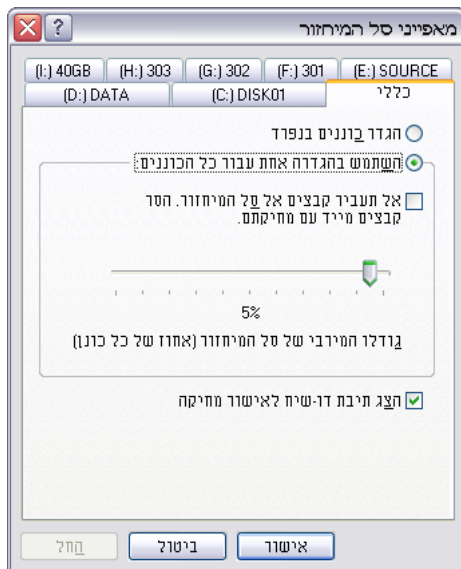 מאפייני סל המיחזור
(E:) SOURCE (F:) 301 (G:) 302 (H:) 303 (I:) 40GB
כללי (C:) DISK01 (D:) DATA
הגדר כוננים בנפרד
השתמש בהגדרה אחת עבור כל הכוננים:
אל תעביר קבצים אל סל המיחזור. הסר
קבצים מייד עם מחיקתם.
5%
גודלו המירבי של סל המיחזור (אחוז של כל כונן)
הצג תיבת דו-שיח לאישור מחיקה
אישור ביטול החל